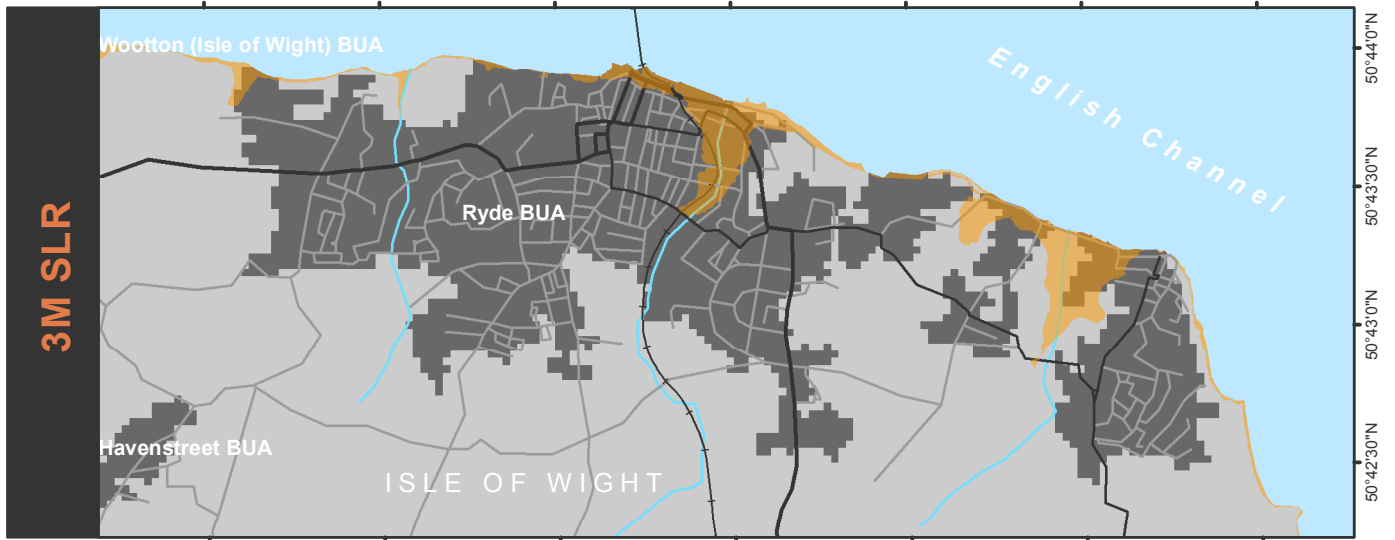 3M SLR
Wootton (Isle of Wight) BUA
English Channel
Ryde BUA
Havenstreet BUA
ISLE OF WIGHT
50°44'0"N
50°43'30"N
50°43'0"N
50°42'30"N